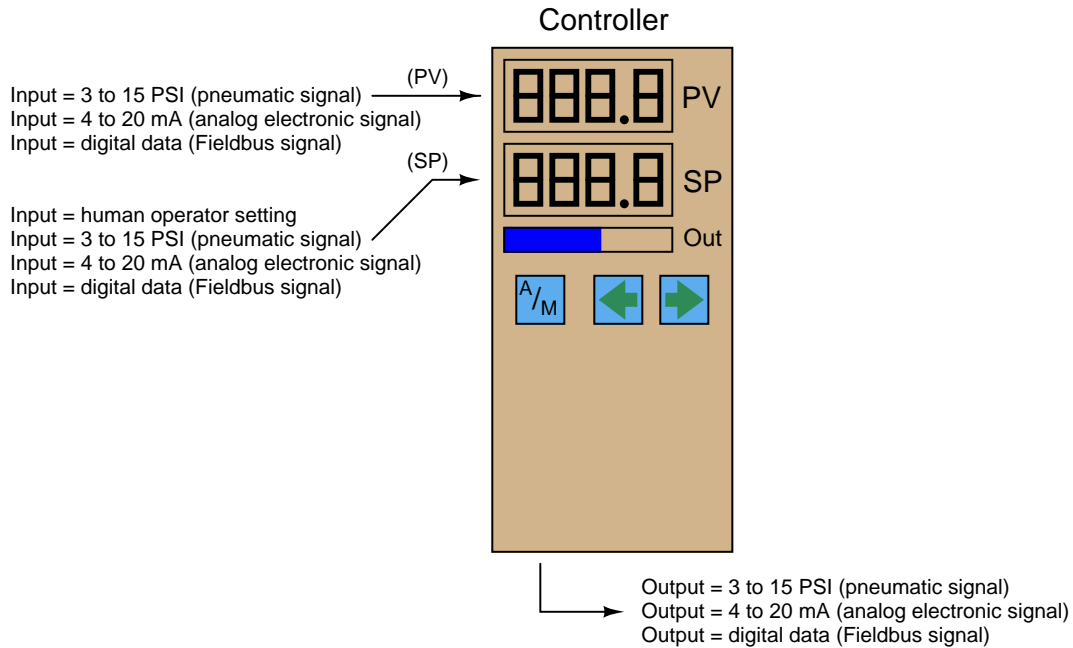 Controller
(PV)
Input = 3 to 15 PSI (pneumatic signal)
Input = 4 to 20 mA (analog electronic signal)
Input = digital data (Fieldbus signal)
888.8 PV
(SP)
888.8 SP
Input = human operator setting
Input = 3 to 15 PSI (pneumatic signal)
Input = 4 to 20 mA (analog electronic signal)
Input = digital data (Fieldbus signal)
Out
A/M
Output = 3 to 15 PSI (pneumatic signal)
Output = 4 to 20 mA (analog electronic signal)
Output = digital data (Fieldbus signal)